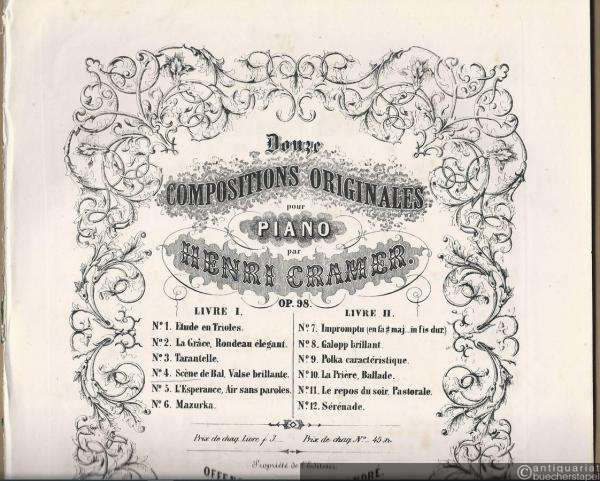 Douze
COMPOSITIONS ORIGINALES
pour
PIANO
par
HENRI CRAMER.
OP. 98.
LIVRE I.
Nº 1. Etude en Trioles.
Nº 2. La Grâce, Rondeau élégant.
Nº 3. Tarantelle.
Nº 4. Scène de Bal, Valse brillante.
Nº 5. L'Esperance, Air sans paroles.
Nº 6. Mazurka.
LIVRE II.
Nº 7. Impromptu (en fa ♯ maj... in fis dur)
Nº 8. Galopp brillant.
Nº 9. Polka caractéristique.
Nº 10. La Prière, Ballade.
Nº 11. Le repos du soir, Pastorale.
Nº 12. Sérénade.
Prix de chaq. Livre f 3. Prix de chaq. Nº 45 Xr.
Propriété de l'Editeur.
©antiquariat
buecherstapel